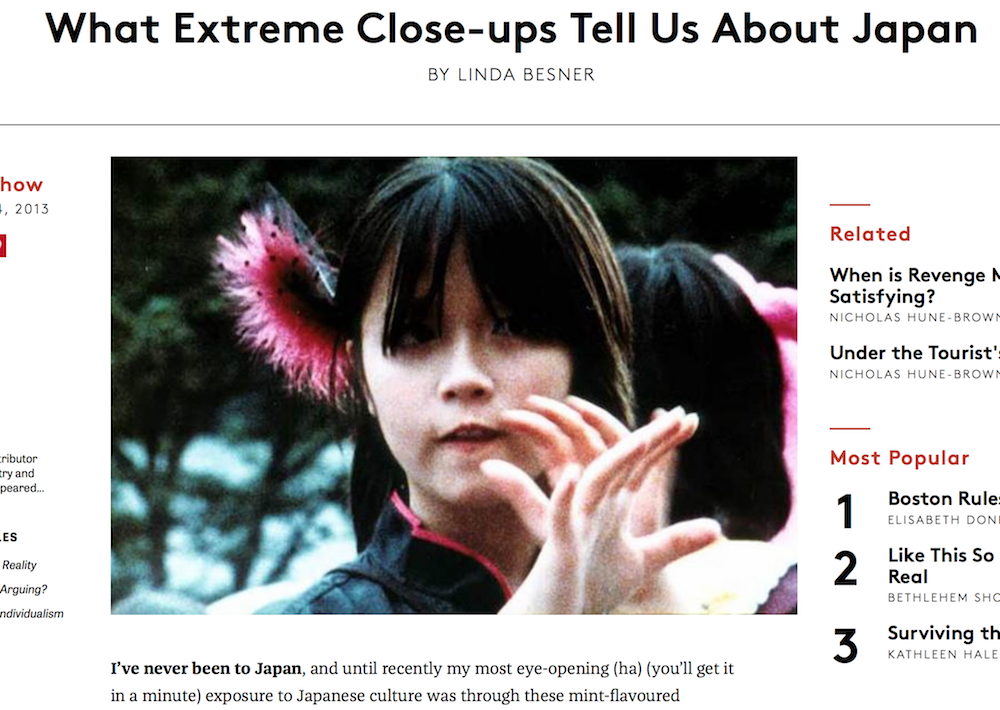 What Extreme Close-ups Tell Us About Japan
BY LINDA BESNER
how
, 2013
tributor
try and
peared...
LES
Reality
Arguing?
ndividualism
I've never been to Japan, and until recently my most eye-opening (ha) (you'll get it
in a minute) exposure to Japanese culture was through these mint-flavoured
Related
When is Revenge M
Satisfying?
NICHOLAS HUNE-BROWN
Under the Tourist's
NICHOLAS HUNE-BROWN
Most Popular
1
Boston Rules
ELISABETH DON
2
Like This So
Real
BETHLEHEM SHO
3
Surviving th
KATHLEEN HALE